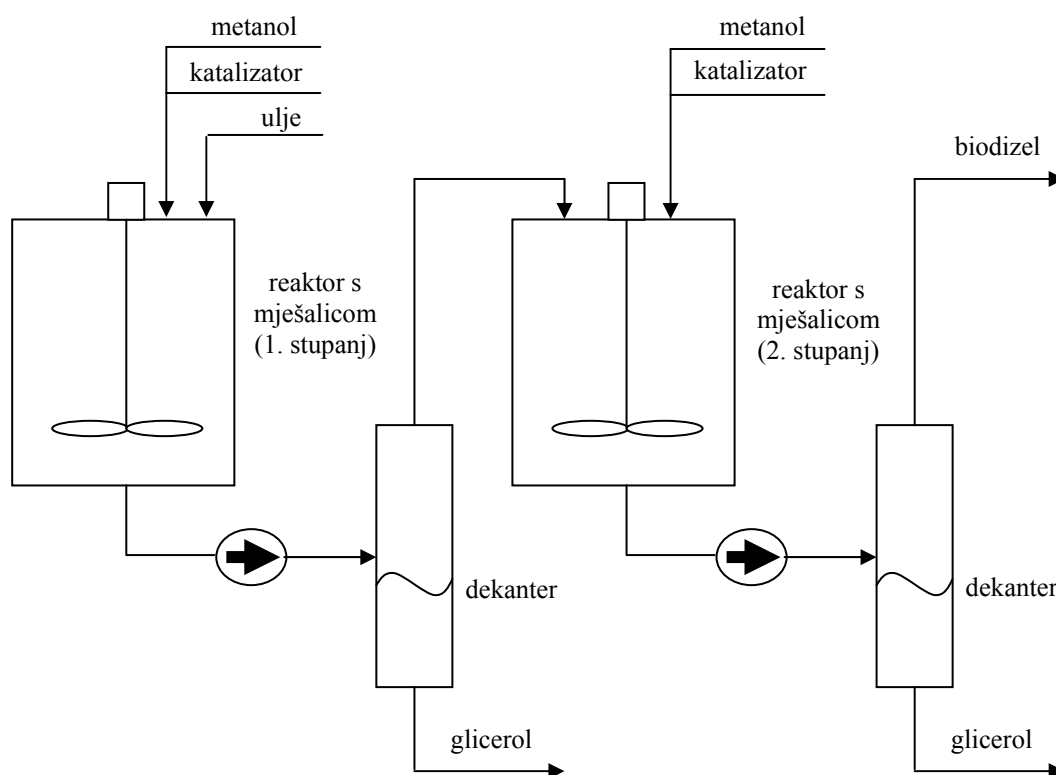 metanol
katalizator
ulje
reaktor s
mješalicom
(1. stupanj)
dekanter
glicerol
metanol
katalizator
reaktor s
mješalicom
(2. stupanj)
biodizel
dekanter
glicerol